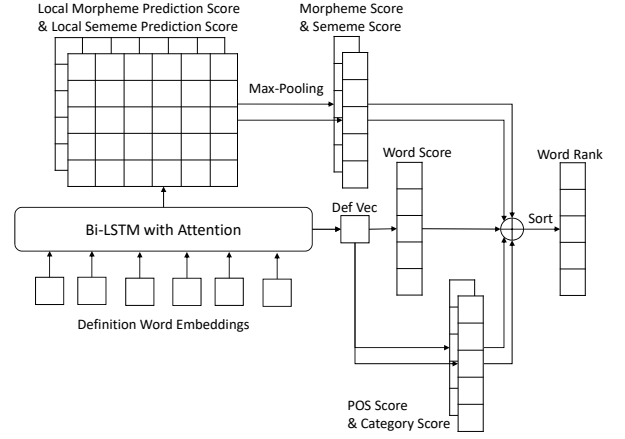 Local Morpheme Prediction Score
& Local Sememe Prediction Score
Morpheme Score
& Sememe Score
Max-Pooling
Word Score
Word Rank
Def Vec
Bi-LSTM with Attention
Sort
Definition Word Embeddings
POS Score
& Category Score